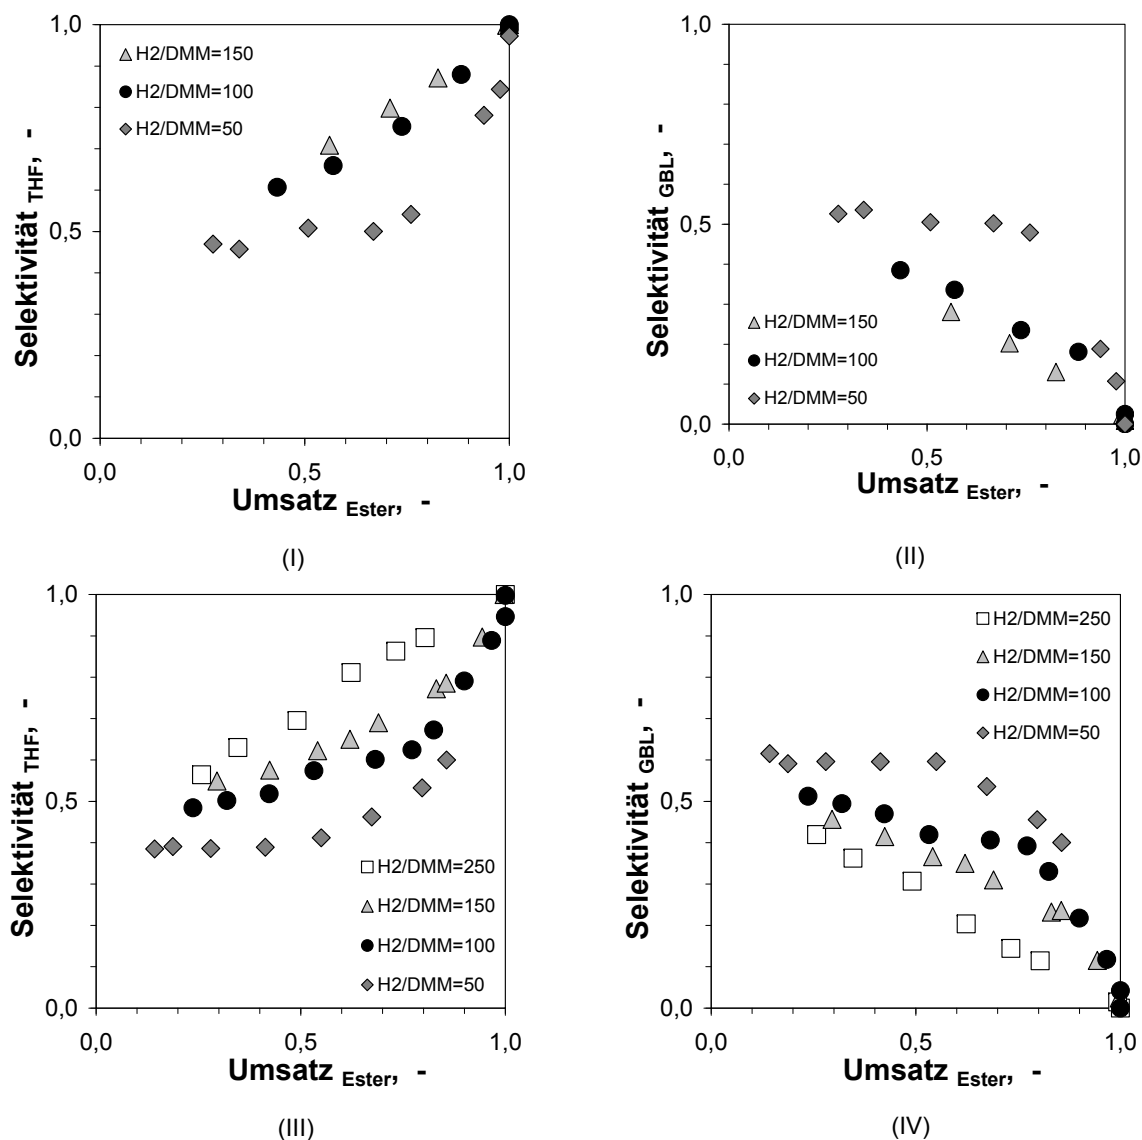 1,0
H2/DMM=150
H2/DMM=100
H2/DMM=50
0,5
0,0
Selektivität THF, -
0,0 0,5 1,0
Umsatz Ester, -
(I)
1,0
0,5
H2/DMM=150
H2/DMM=100
H2/DMM=50
0,0
Selektivität GBL, -
0,0 0,5 1,0
Umsatz Ester, -
(II)
1,0
0,5
H2/DMM=250
H2/DMM=150
H2/DMM=100
H2/DMM=50
0,0
Selektivität THF, -
0,0 0,5 1,0
Umsatz Ester, -
(III)
1,0
H2/DMM=250
H2/DMM=150
H2/DMM=100
H2/DMM=50
0,5
0,0
Selektivität GBL, -
0,0 0,5 1,0
Umsatz Ester, -
(IV)